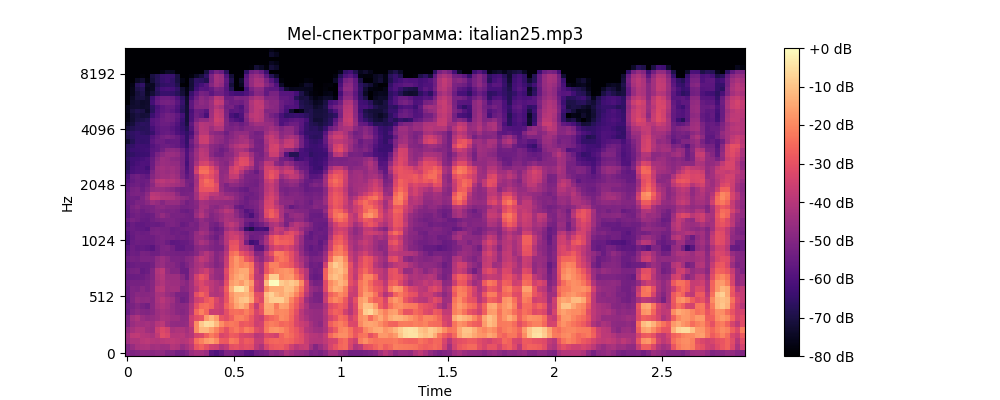 Mel-спектрограмма: italian25.mp3
+0 dB
8192
-10 dB
4096
-20 dB
-30 dB
2048
Hz
-40 dB
1024
-50 dB
-60 dB
512
-70 dB
0
-80 dB
0 0.5 1 1.5 2 2.5
Time